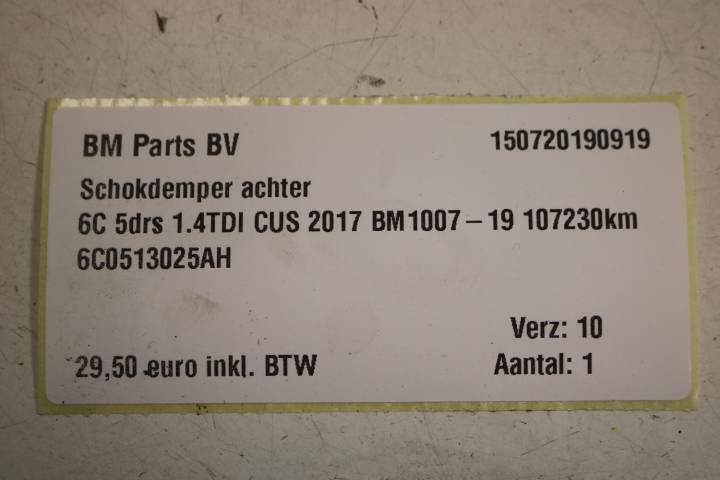 BM Parts BV 150720190919
Schokdemper achter
6C 5drs 1.4TDI CUS 2017 BM1007-19 107230km
6C0513025AH
Verz: 10
29,50 euro inkl. BTW Aantal: 1